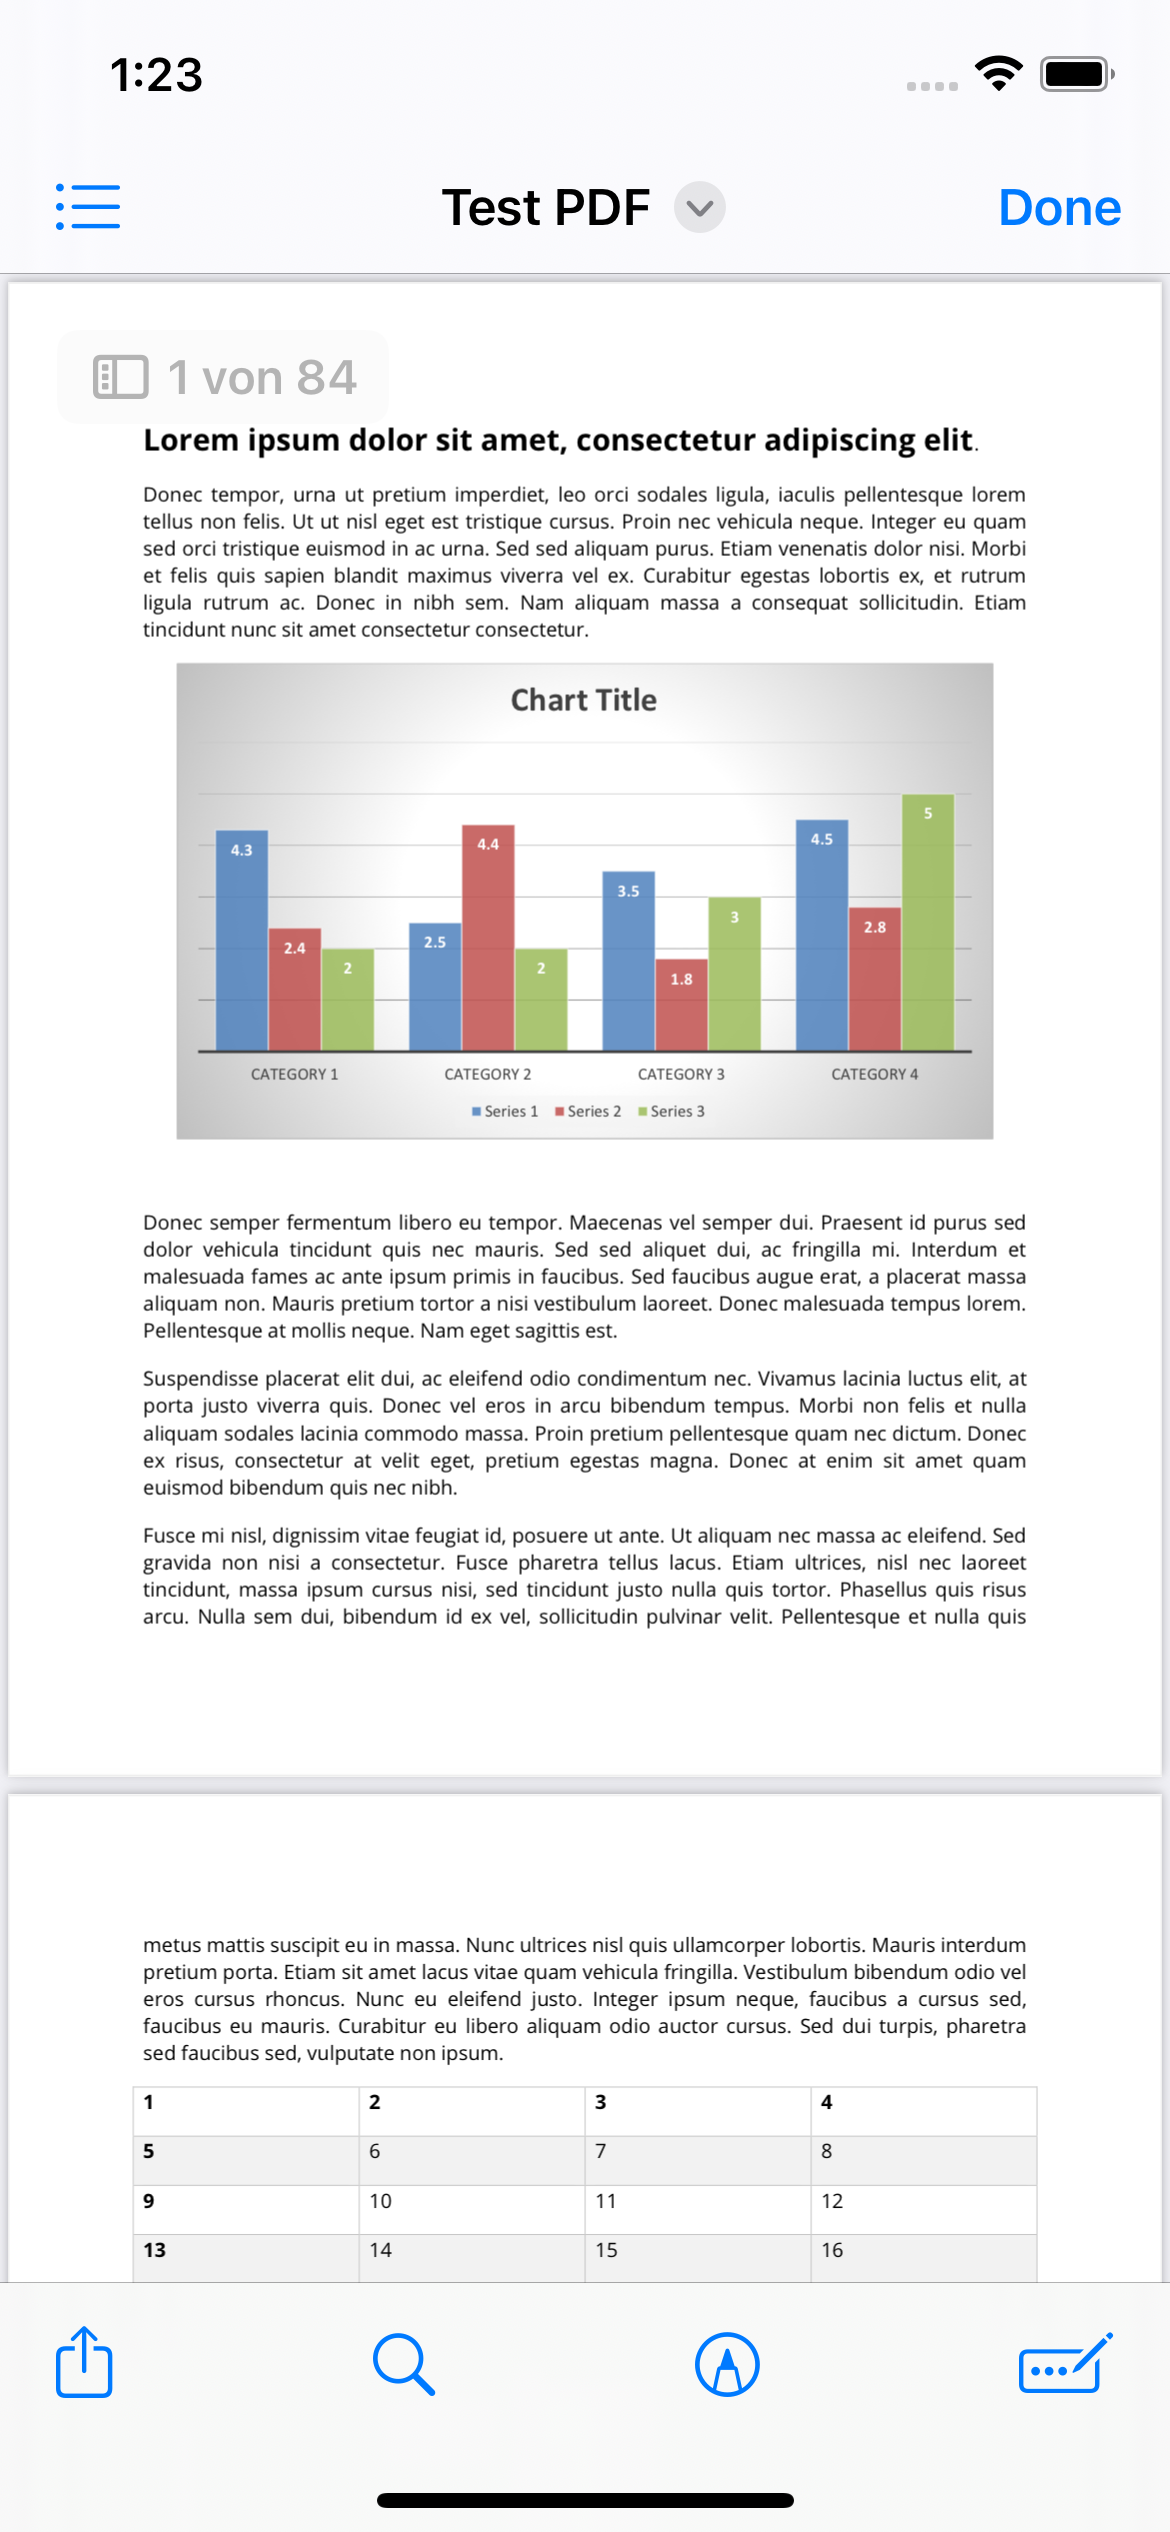 1:23
Test PDF
Done
1 von 84
Lorem ipsum dolor sit amet, consectetur adipiscing elit.
Donec tempor, urna ut pretium imperdiet, leo orci sodales ligula, iaculis pellentesque lorem
tellus non felis. Ut ut nisl eget est tristique cursus. Proin nec vehicula neque. Integer eu quam
sed orci tristique euismod in ac urna. Sed sed aliquam purus. Etiam venenatis dolor nisi. Morbi
et felis quis sapien blandit maximus viverra vel ex. Curabitur egestas lobortis ex, et rutrum
ligula rutrum ac. Donec in nibh sem. Nam aliquam massa a consequat sollicitudin. Etiam
tincidunt nunc sit amet consectetur consectetur.
Chart Title
4.3 2.4 2 2.5 4.4 2 3.5 1.8 3 4.5 2.8 5
CATEGORY 1 CATEGORY 2 CATEGORY 3 CATEGORY 4
Series 1 Series 2 Series 3
Donec semper fermentum libero eu tempor. Maecenas vel semper dui. Praesent id purus sed
dolor vehicula tincidunt quis nec mauris. Sed sed aliquet dui, ac fringilla mi. Interdum et
malesuada fames ac ante ipsum primis in faucibus. Sed faucibus augue erat, a placerat massa
aliquam non. Mauris pretium tortor a nisi vestibulum laoreet. Donec malesuada tempus lorem.
Pellentesque at mollis neque. Nam eget sagittis est.
Suspendisse placerat elit dui, ac eleifend odio condimentum nec. Vivamus lacinia luctus elit, at
porta justo viverra quis. Donec vel eros in arcu bibendum tempus. Morbi non felis et nulla
aliquam sodales lacinia commodo massa. Proin pretium pellentesque quam nec dictum. Donec
ex risus, consectetur at velit eget, pretium egestas magna. Donec at enim sit amet quam
euismod bibendum quis nec nibh.
Fusce mi nisl, dignissim vitae feugiat id, posuere ut ante. Ut aliquam nec massa ac eleifend. Sed
gravida non nisi a consectetur. Fusce pharetra tellus lacus. Etiam ultrices, nisl nec laoreet
tincidunt, massa ipsum cursus nisi, sed tincidunt justo nulla quis tortor. Phasellus quis risus
arcu. Nulla sem dui, bibendum id ex vel, sollicitudin pulvinar velit. Pellentesque et nulla quis
metus mattis suscipit eu in massa. Nunc ultrices nisl quis ullamcorper lobortis. Mauris interdum
pretium porta. Etiam sit amet lacus vitae quam vehicula fringilla. Vestibulum bibendum odio vel
eros cursus rhoncus. Nunc eu eleifend justo. Integer ipsum neque, faucibus a cursus sed,
faucibus eu mauris. Curabitur eu libero aliquam odio auctor cursus. Sed dui turpis, pharetra
sed faucibus sed, vulputate non ipsum.
1 2 3 4
5 6 7 8
9 10 11 12
13 14 15 16